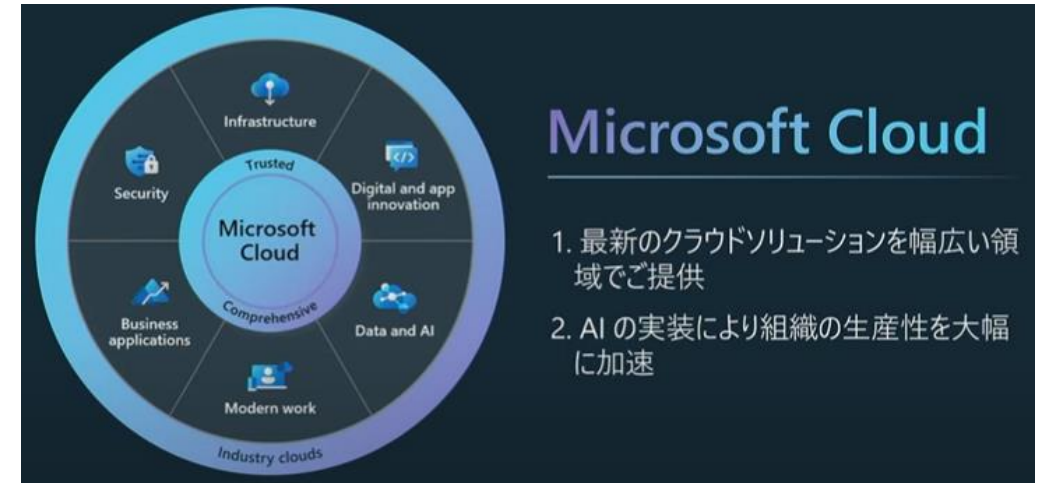 Infrastructure
Security
Trusted
Digital and app
innovation
Microsoft
Cloud
Comprehensive
Business
applications
Data and AI
Modern work
Industry clouds
Microsoft Cloud
1. 最新のクラウドソリューションを幅広い領
域でご提供
2. AI の実装により組織の生産性を大幅
に加速